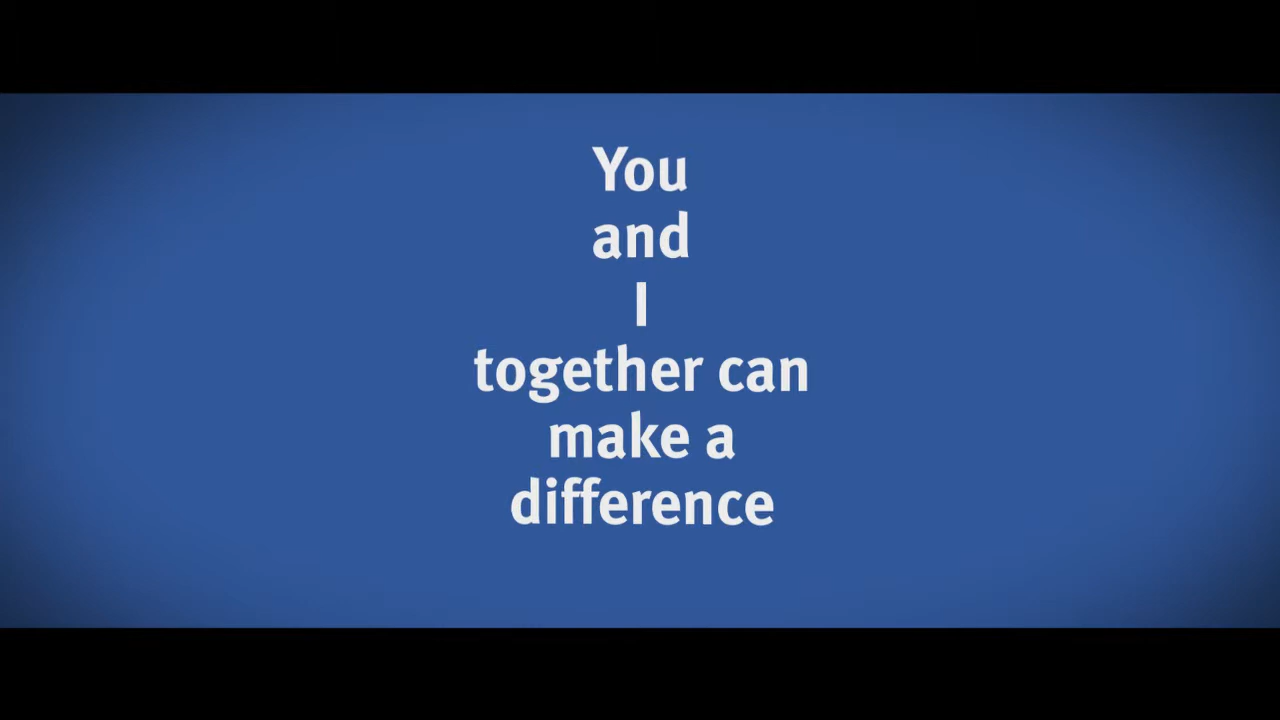 You
and
I
together can
make a
difference